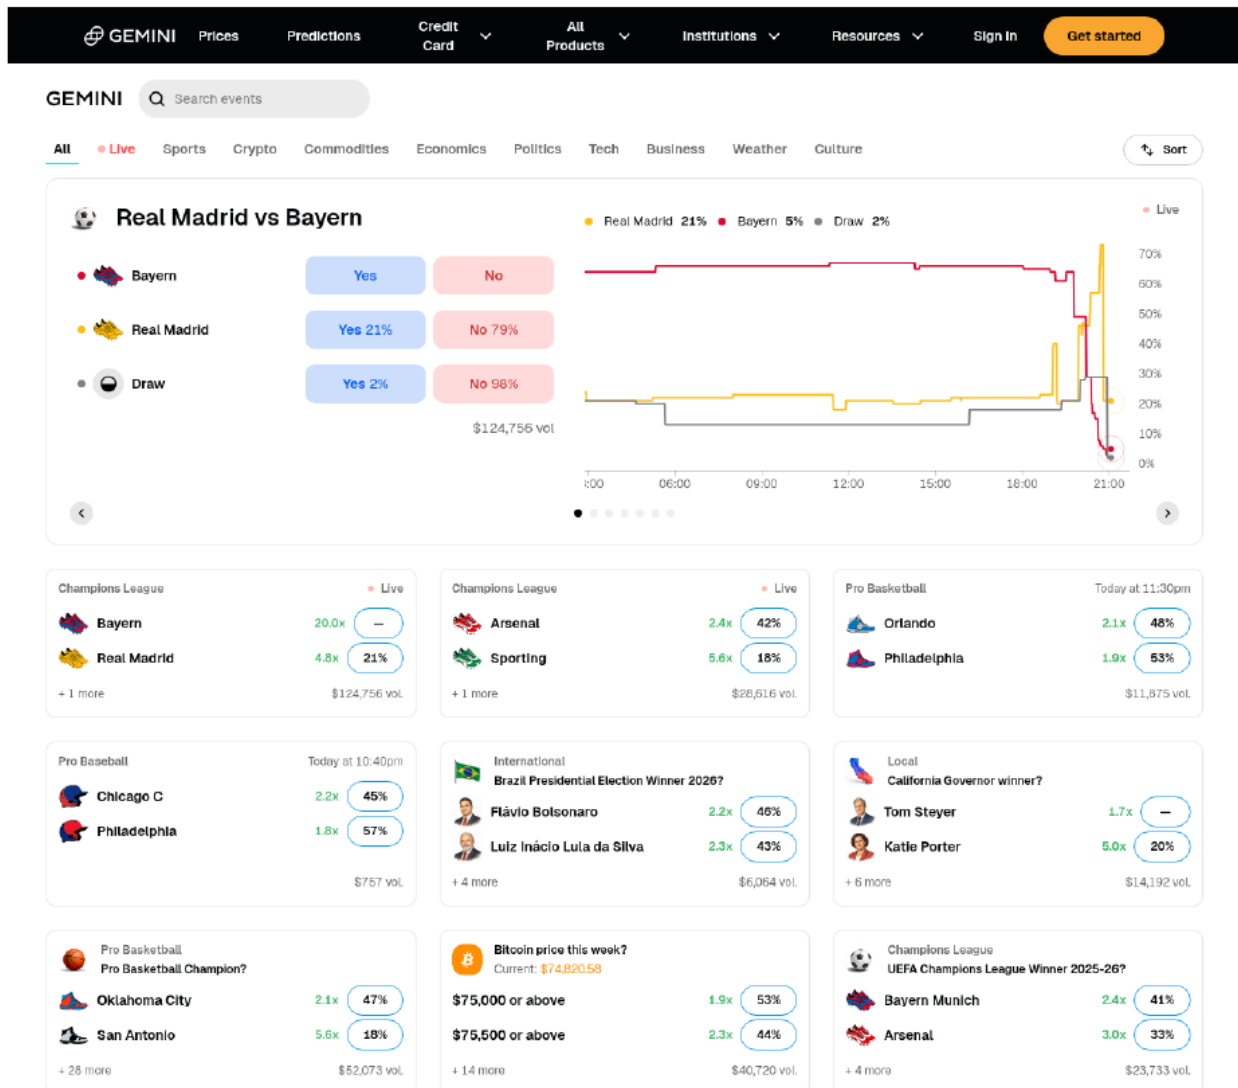 GEMINI Prices Predictions Credit Card All Products Institutions Resources Sign In Get started
GEMINI Search events
All Live Sports Crypto Commodities Economics Politics Tech Business Weather Culture Sort
Real Madrid vs Bayern
Real Madrid 21% Bayern 5% Draw 2%
Live
Bayern Yes No
Real Madrid Yes 21% No 79%
Draw Yes 2% No 98%
$124,756 vol
70%
60%
50%
40%
30%
20%
10%
0%
:00 06:00 09:00 12:00 15:00 18:00 21:00
Champions League Live
Bayern 20.0x —
Real Madrid 4.8x 21%
+ 1 more $124,756 vol.
Champions League Live
Arsenal 2.4x 42%
Sporting 5.6x 18%
+ 1 more $28,616 vol.
Pro Basketball Today at 11:30pm
Orlando 2.1x 48%
Philadelphia 1.9x 53%
$11,875 vol.
Pro Baseball Today at 10:40pm
Chicago C 2.2x 45%
Philadelphia 1.8x 57%
$757 vol.
International
Brazil Presidential Election Winner 2026?
Flávio Bolsonaro 2.2x 46%
Luiz Inácio Lula da Silva 2.3x 43%
+ 4 more $6,064 vol.
Local
California Governor winner?
Tom Steyer 1.7x —
Katie Porter 5.0x 20%
+ 6 more $14,192 vol.
Pro Basketball
Pro Basketball Champion?
Oklahoma City 2.1x 47%
San Antonio 5.6x 18%
+ 28 more $52,073 vol.
Bitcoin price this week?
Current: $74,820.58
$75,000 or above 1.9x 53%
$75,500 or above 2.3x 44%
+ 14 more $40,720 vol.
Champions League
UEFA Champions League Winner 2025-26?
Bayern Munich 2.4x 41%
Arsenal 3.0x 33%
+ 4 more $23,733 vol.